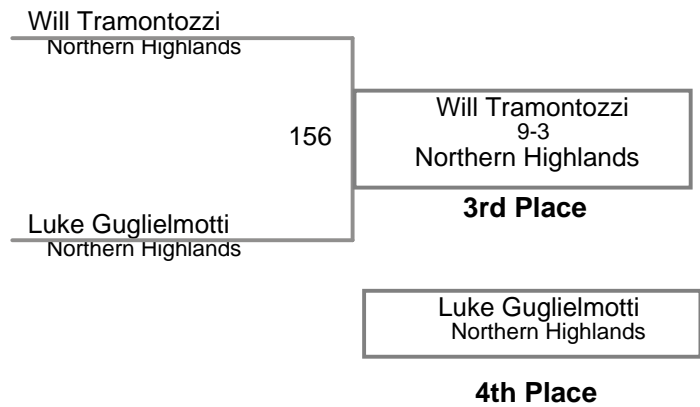 Will Tramontozzi
Northern Highlands
156
Will Tramontozzi
9-3
Northern Highlands
3rd Place
Luke Guglielmotti
Northern Highlands
Luke Guglielmotti
Northern Highlands
4th Place